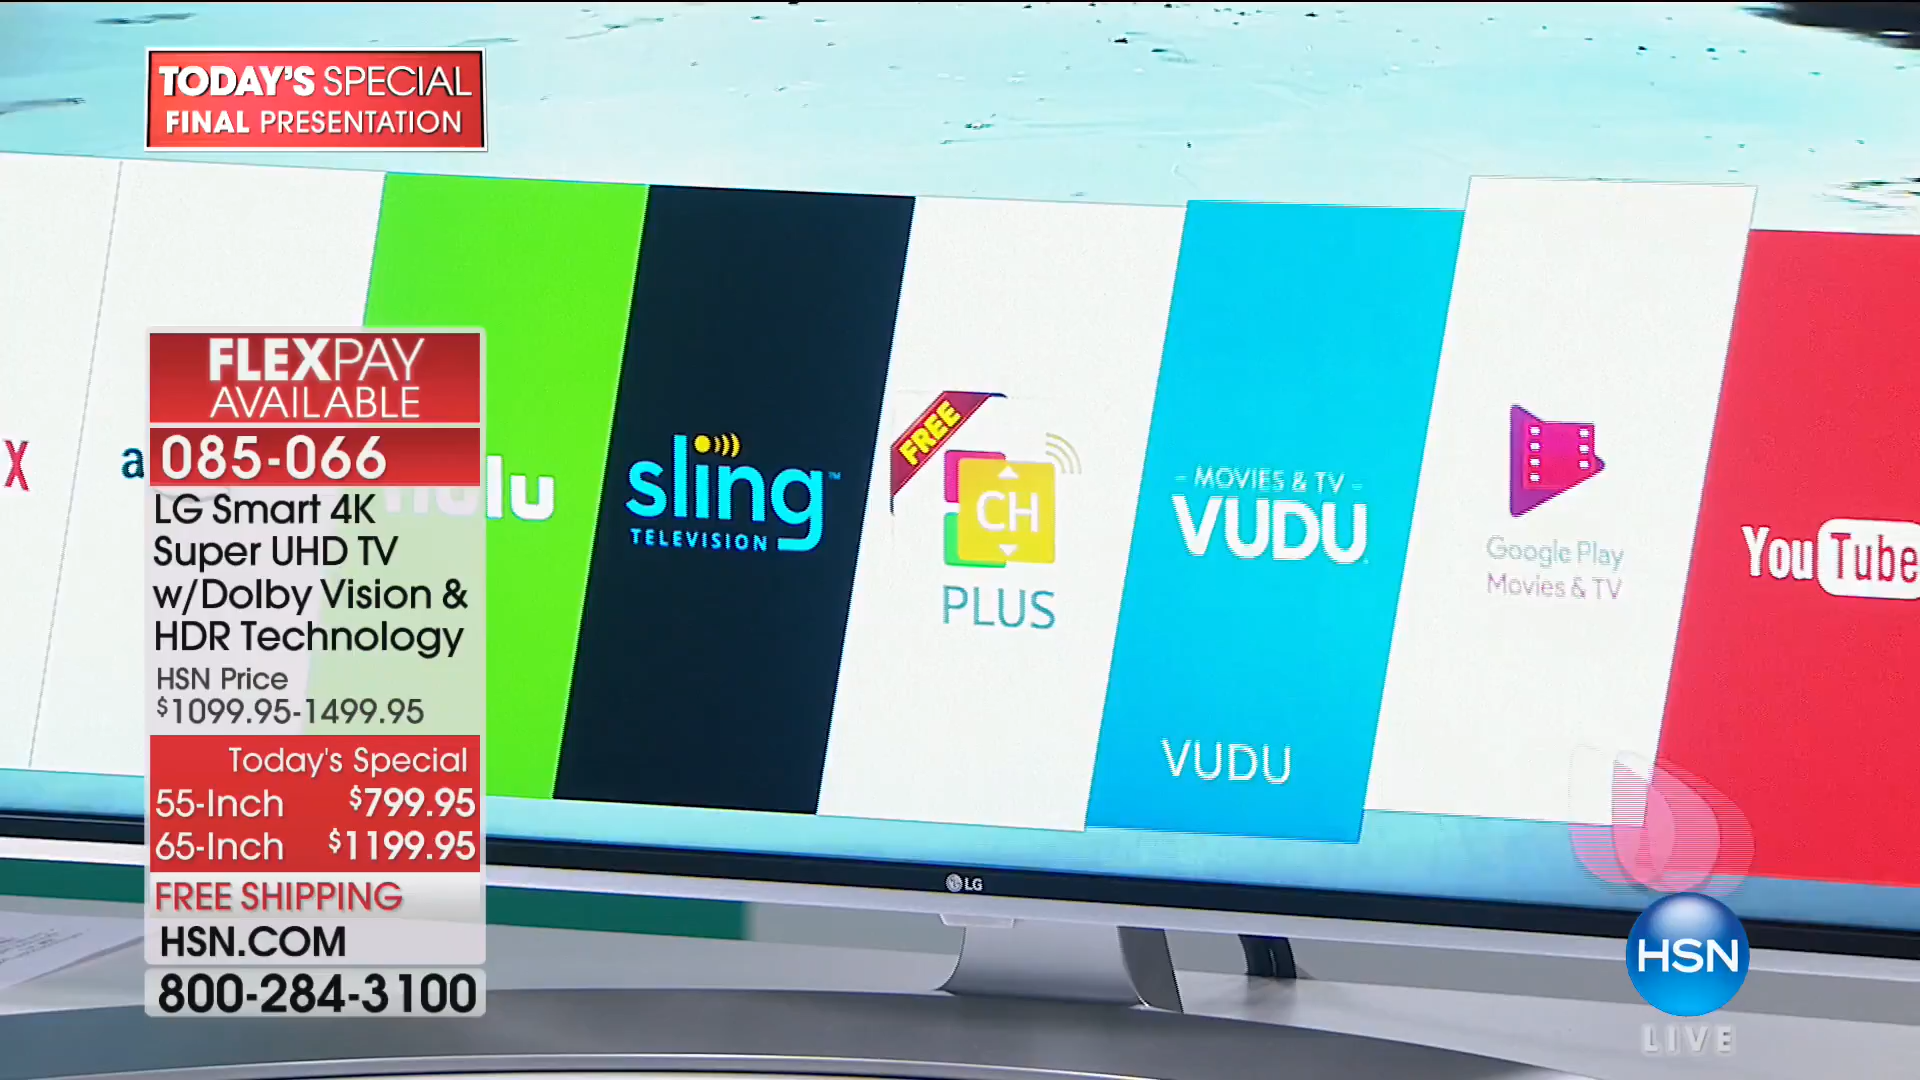 TODAY'S SPECIAL
FINAL PRESENTATION
FLEXPAY
AVAILABLE
085-066
LG Smart 4K
Super UHD TV
w/Dolby Vision &
HDR Technology
HSN Price
$1099.95-1499.95
Today's Special
55-Inch $799.95
65-Inch $1199.95
FREE SHIPPING
HSN.COM
800-284-3100
X
a
hulu
sling
TELEVISION
FREE
CH
PLUS
- MOVIES & TV -
VUDU
VUDU
Google Play
Movies & TV
YouTube
LG
HSN
LIVE